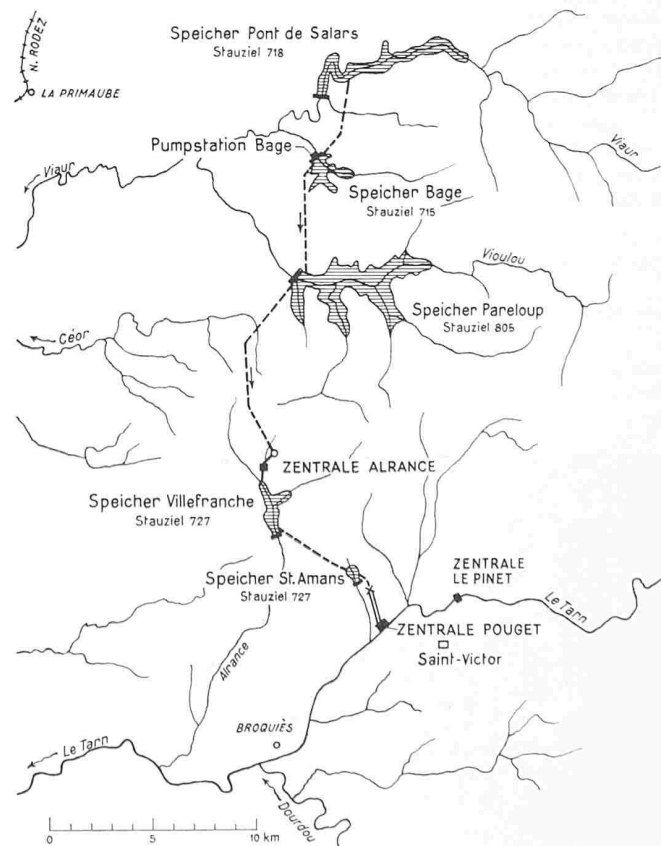 Speicher Pont de Salars
Stauziel 718
N. RODEZ
LA PRIMAUBE
Pumpstation Bage
Viaur
Viaur
Speicher Bage
Stauziel 715
Vioulou
Speicher Pareloup
Stauziel 805
Céor
ZENTRALE ALRANCE
Speicher Villefranche
Stauziel 727
Speicher St. Amans
Stauziel 727
ZENTRALE
LE PINET
Le Tarn
ZENTRALE POUGET
Saint-Victor
Alrance
BROQUIÈS
Le Tarn
Dourdou
0 5 10 km